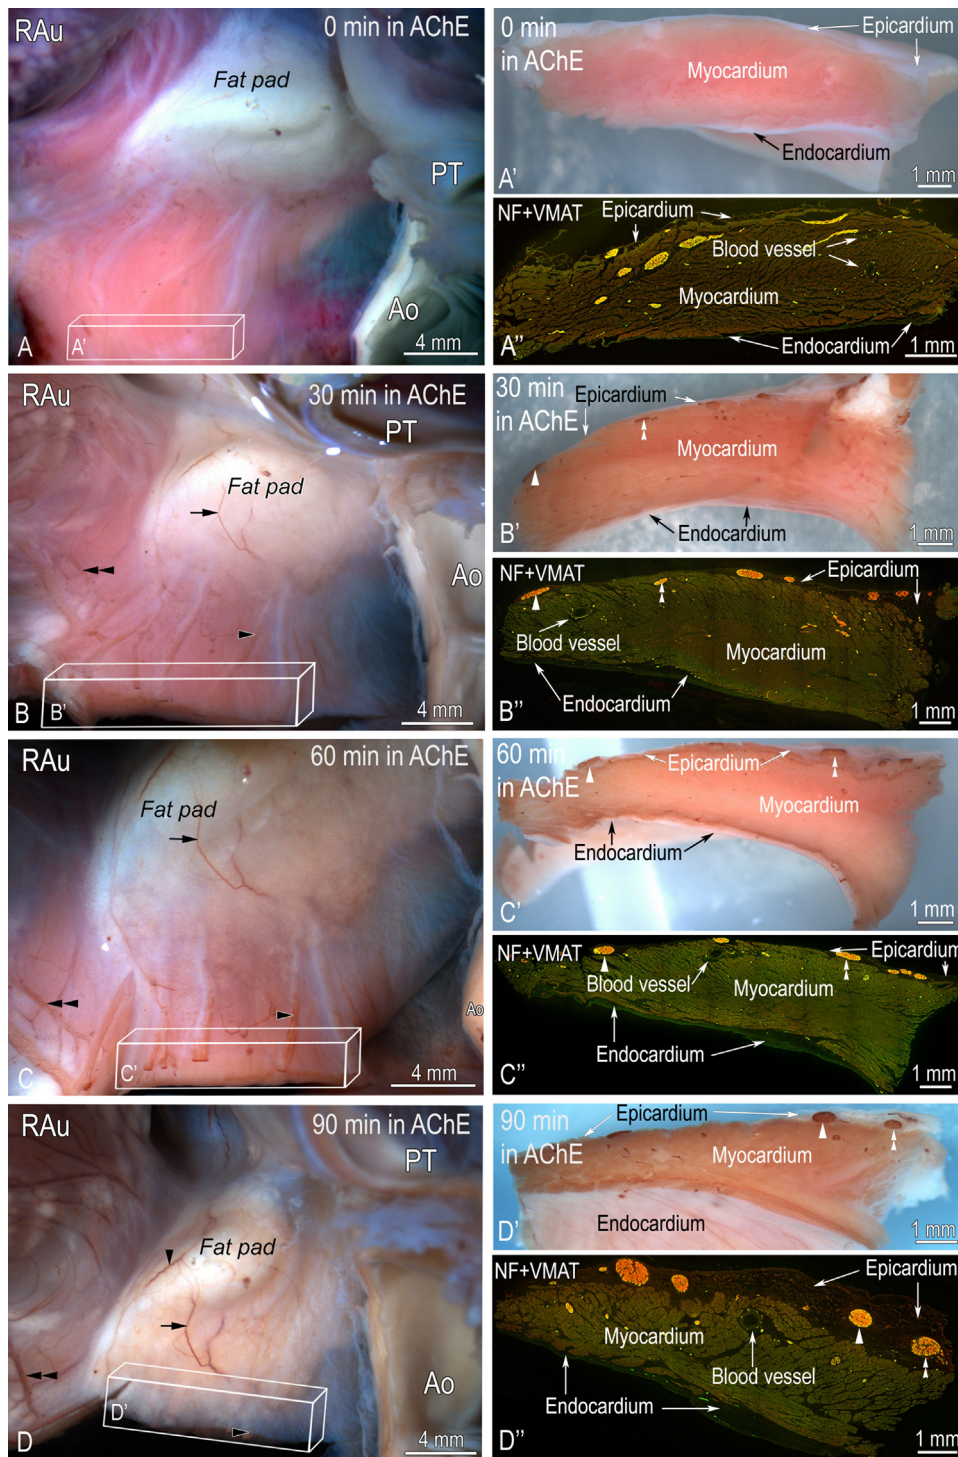 RAu
0 min in AChE
Fat pad
PT
Ao
A'
A
4 mm
0 min
in AChE
Epicardium
Myocardium
Endocardium
A'
1 mm
NF+VMAT
Epicardium
Blood vessel
Myocardium
A''
Endocardium
1 mm
RAu
30 min in AChE
PT
Fat pad
Ao
B
B'
4 mm
30 min
in AChE
Epicardium
Myocardium
Endocardium
B'
1 mm
NF+VMAT
Epicardium
Blood vessel
Myocardium
Endocardium
B''
1 mm
RAu
60 min in AChE
Fat pad
Ao
C
C'
4 mm
60 min
in AChE
Epicardium
Myocardium
Endocardium
C'
1 mm
NF+VMAT
Epicardium
Blood vessel
Myocardium
Endocardium
C''
1 mm
RAu
90 min in AChE
PT
Fat pad
Ao
D'
D
4 mm
90 min
in AChE
Epicardium
Myocardium
Endocardium
D'
1 mm
NF+VMAT
Epicardium
Myocardium
Blood vessel
Endocardium
D''
1 mm